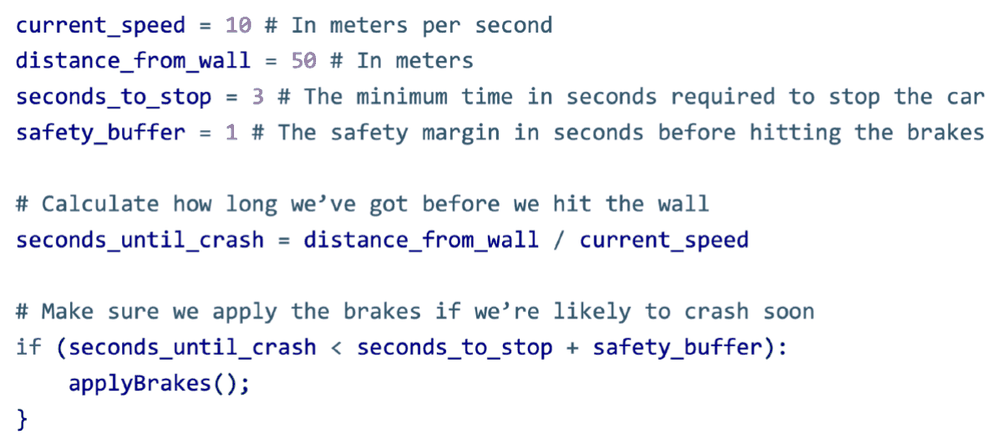 current_speed = 10 # In meters per second
distance_from_wall = 50 # In meters
seconds_to_stop = 3 # The minimum time in seconds required to stop the car
safety_buffer = 1 # The safety margin in seconds before hitting the brakes

# Calculate how long we’ve got before we hit the wall
seconds_until_crash = distance_from_wall / current_speed

# Make sure we apply the brakes if we’re likely to crash soon
if (seconds_until_crash < seconds_to_stop + safety_buffer):
    applyBrakes();
}